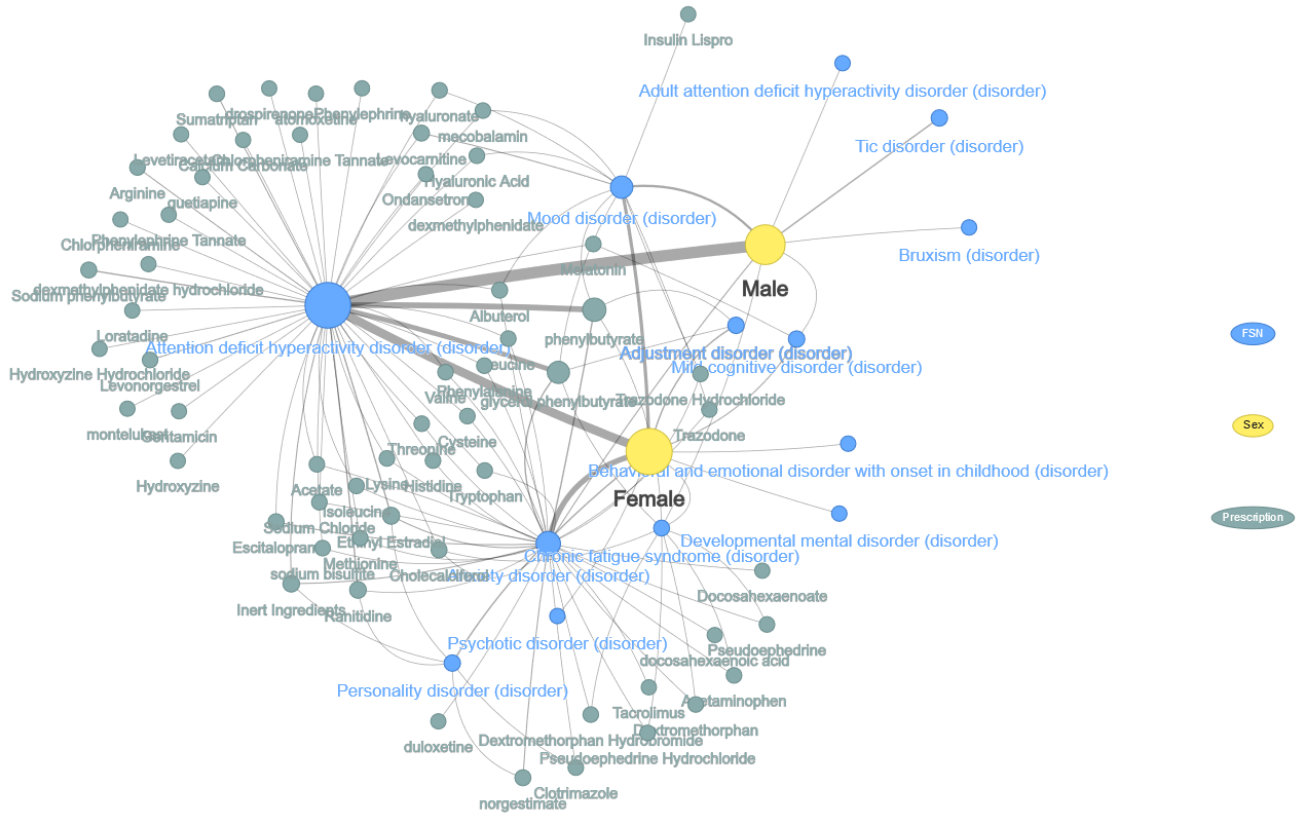 Insulin Lispro
Adult attention deficit hyperactivity disorder (disorder)
drospirenone
Phenylephrine
Sumatriptan
atomoxetine
hyaluronate
mecobalamin
Tic disorder (disorder)
Levetiracetam
Chlorpheniramine Tannate
Calcium Carbonate
Levocarnitine
Hyaluronic Acid
Arginine
quetiapine
Ondansetron
Mood disorder (disorder)
dexmethylphenidate
Phenylephrine Tannate
Chlorpheniramine
Bruxism (disorder)
Melatonin
Male
dexmethylphenidate hydrochloride
Sodium phenylbutyrate
Albuterol
FSN
Loratadine
phenylbutyrate
Attention deficit hyperactivity disorder (disorder)
Adjustment disorder (disorder)
Leucine
Mild cognitive disorder (disorder)
Hydroxyzine Hydrochloride
Levonorgestrel
Phenylalanine
Valine
glycerol phenylbutyrate
Trazodone Hydrochloride
Sex
montelukast
Gentamicin
Cysteine
Trazodone
Threonine
Behavioral and emotional disorder with onset in childhood (disorder)
Hydroxyzine
Acetate
Lysine
Histidine
Tryptophan
Female
Isoleucine
Prescription
Sodium Chloride
Escitalopram
Ethinyl Estradiol
Developmental mental disorder (disorder)
Chronic fatigue syndrome (disorder)
Methionine
sodium bisulfite
Cholecalciferol
Anxiety disorder (disorder)
Docosahexaenoate
Inert Ingredients
Ranitidine
Psychotic disorder (disorder)
Pseudoephedrine
docosahexaenoic acid
Personality disorder (disorder)
Acetaminophen
Tacrolimus
Dextromethorphan
duloxetine
Dextromethorphan Hydrobromide
Pseudoephedrine Hydrochloride
Clotrimazole
norgestimate